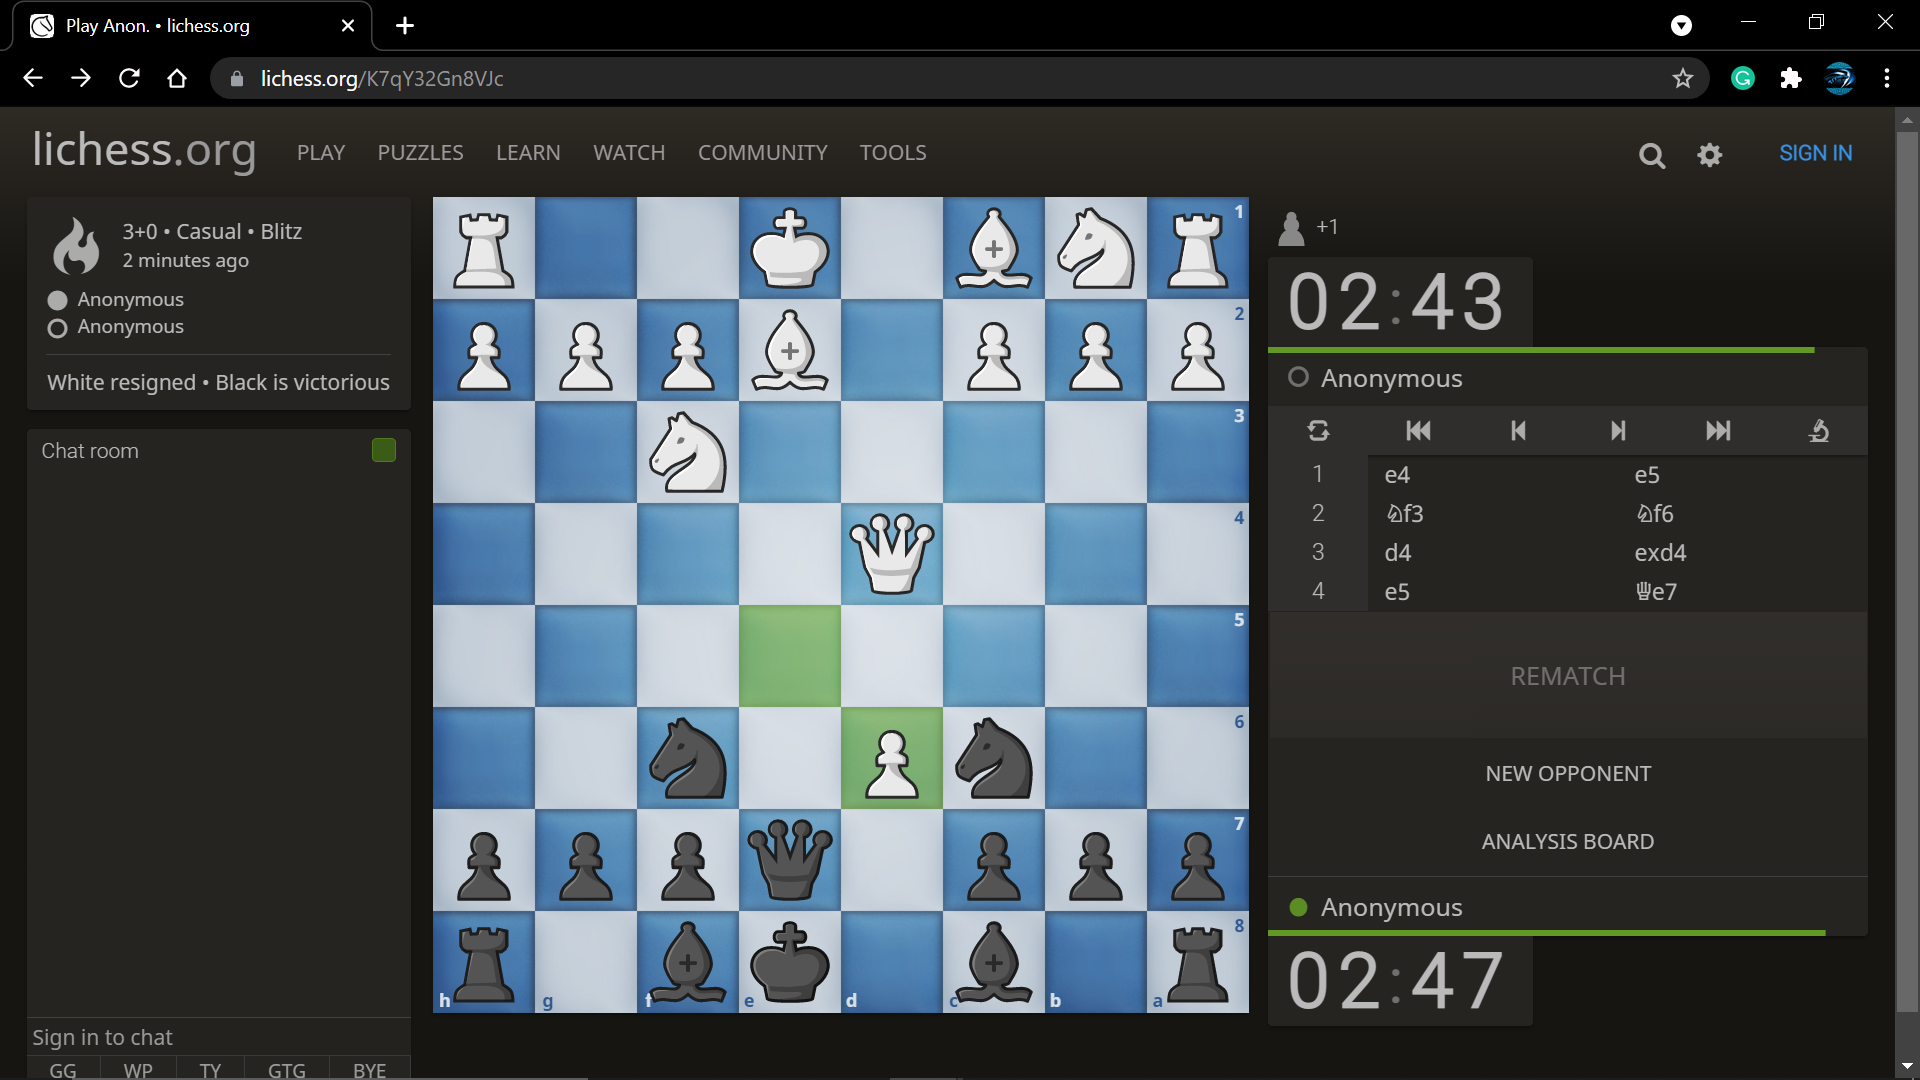 Play Anon. • lichess.org
lichess.org/K7qY32Gn8VJc
lichess.org PLAY PUZZLES LEARN WATCH COMMUNITY TOOLS SIGN IN
3+0 • Casual • Blitz
2 minutes ago
Anonymous
Anonymous
White resigned • Black is victorious
Chat room
Sign in to chat
GG WP TY GTG BYE
1
2
3
4
5
6
7
8
h g f e d c b a
+1
02:43
Anonymous
1 e4 e5
2 ♘f3 ♘f6
3 d4 exd4
4 e5 ♕e7
REMATCH
NEW OPPONENT
ANALYSIS BOARD
Anonymous
02:47